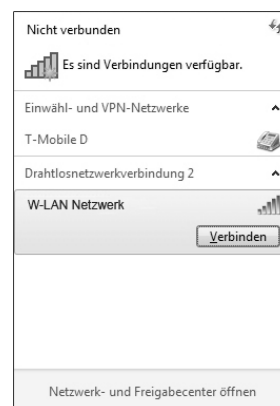 Nicht verbunden
Es sind Verbindungen verfügbar.
Einwähl- und VPN-Netzwerke
T-Mobile D
Drahtlosnetzwerkverbindung 2
W-LAN Netzwerk
Verbinden
Netzwerk- und Freigabecenter öffnen